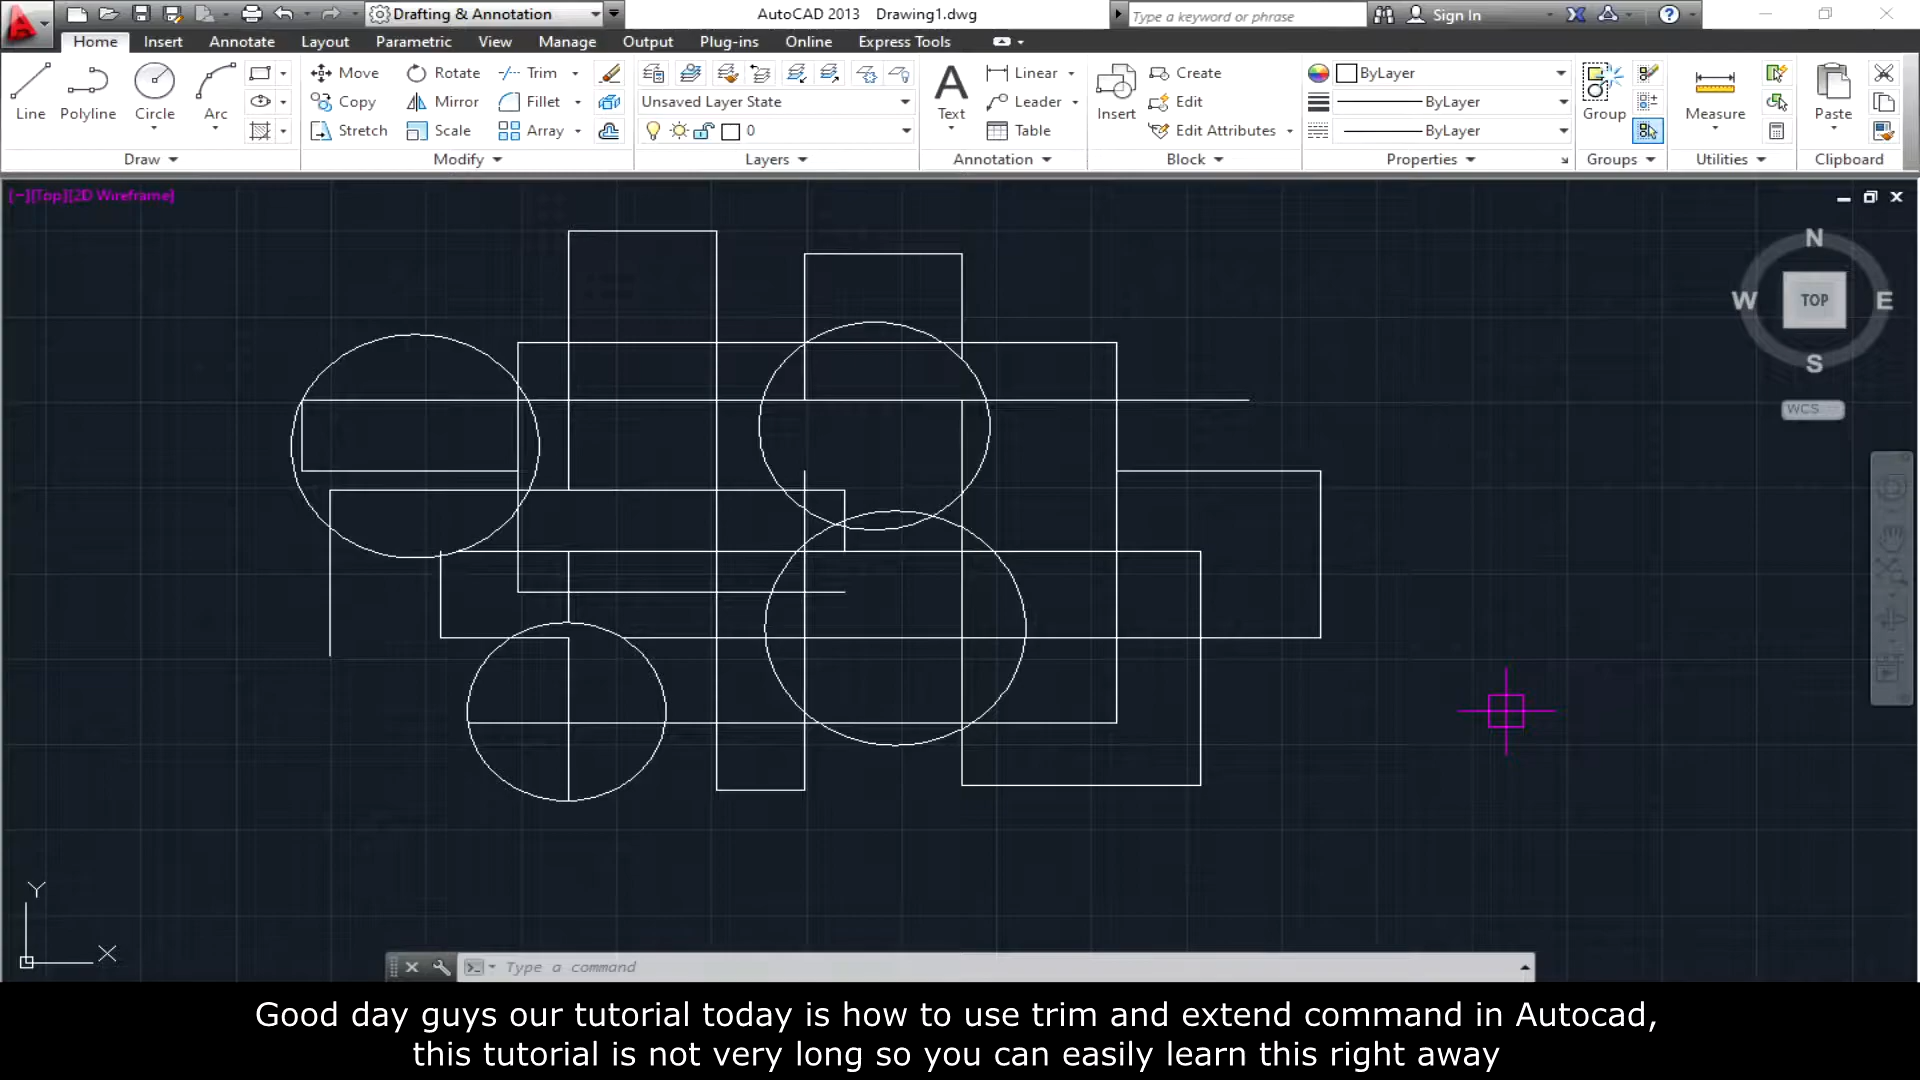 Drafting & Annotation
AutoCAD 2013 Drawing1.dwg
Type a keyword or phrase
Sign In
Home Insert Annotate Layout Parametric View Manage Output Plug-ins Online Express Tools
Line Polyline Circle Arc
Move Rotate Trim
Copy Mirror Fillet
Stretch Scale Array
Unsaved Layer State
0
Text
Linear
Leader
Table
Insert
Create
Edit
Edit Attributes
ByLayer
ByLayer
ByLayer
Group
Measure
Paste
Draw Modify Layers Annotation Block Properties Groups Utilities Clipboard
[−][Top][2D Wireframe]
N
W TOP E
S
WCS
Y
X
Type a command
Good day guys our tutorial today is how to use trim and extend command in Autocad,
this tutorial is not very long so you can easily learn this right away